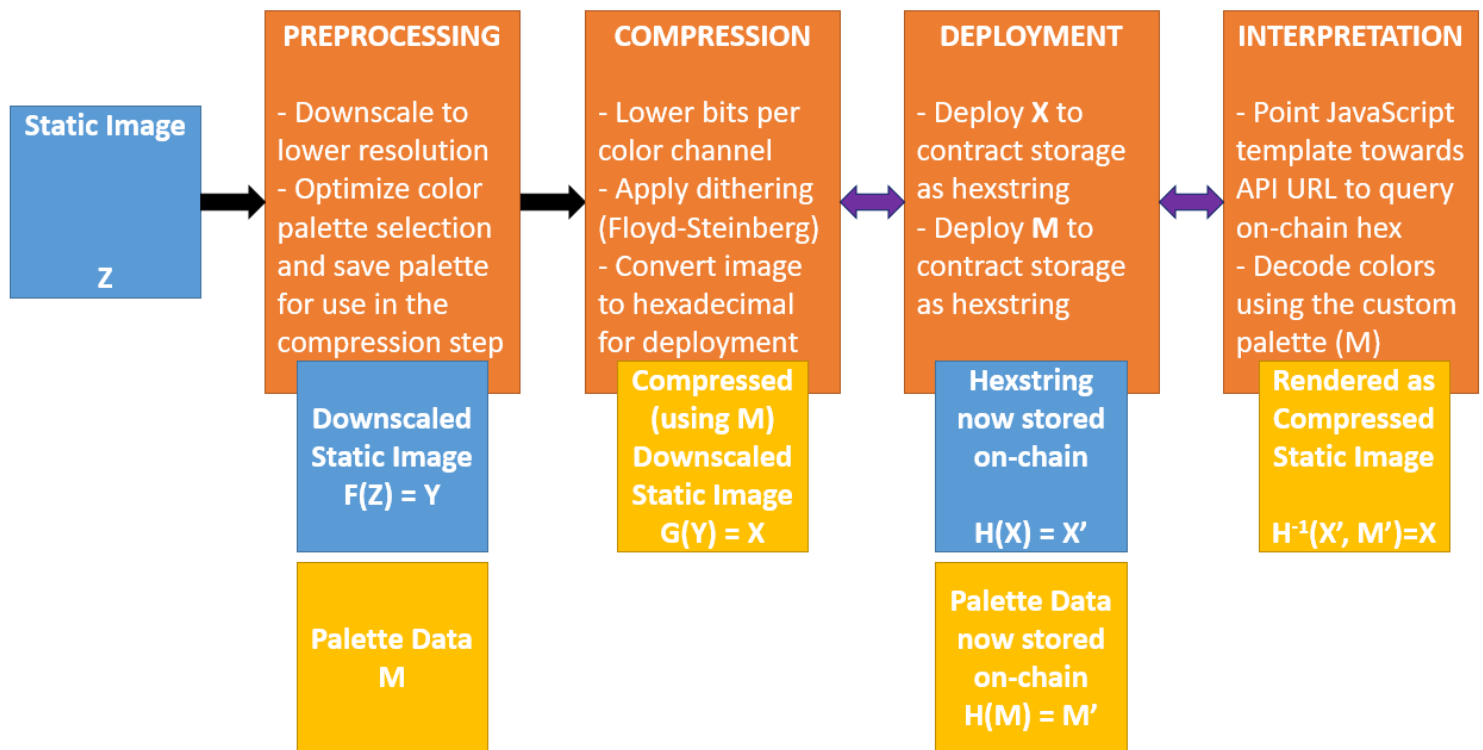 Static Image
Z
PREPROCESSING
- Downscale to
lower resolution
- Optimize color
palette selection
and save palette
for use in the
compression step
Downscaled
Static Image
F(Z) = Y
Palette Data
M
COMPRESSION
- Lower bits per
color channel
- Apply dithering
(Floyd-Steinberg)
- Convert image
to hexadecimal
for deployment
Compressed
(using M)
Downscaled
Static Image
G(Y) = X
DEPLOYMENT
- Deploy X to
contract storage
as hexstring
- Deploy M to
contract storage
as hexstring
Hexstring
now stored
on-chain
H(X) = X’
Palette Data
now stored
on-chain
H(M) = M’
INTERPRETATION
- Point JavaScript
template towards
API URL to query
on-chain hex
- Decode colors
using the custom
palette (M)
Rendered as
Compressed
Static Image
H⁻¹(X’, M’)=X